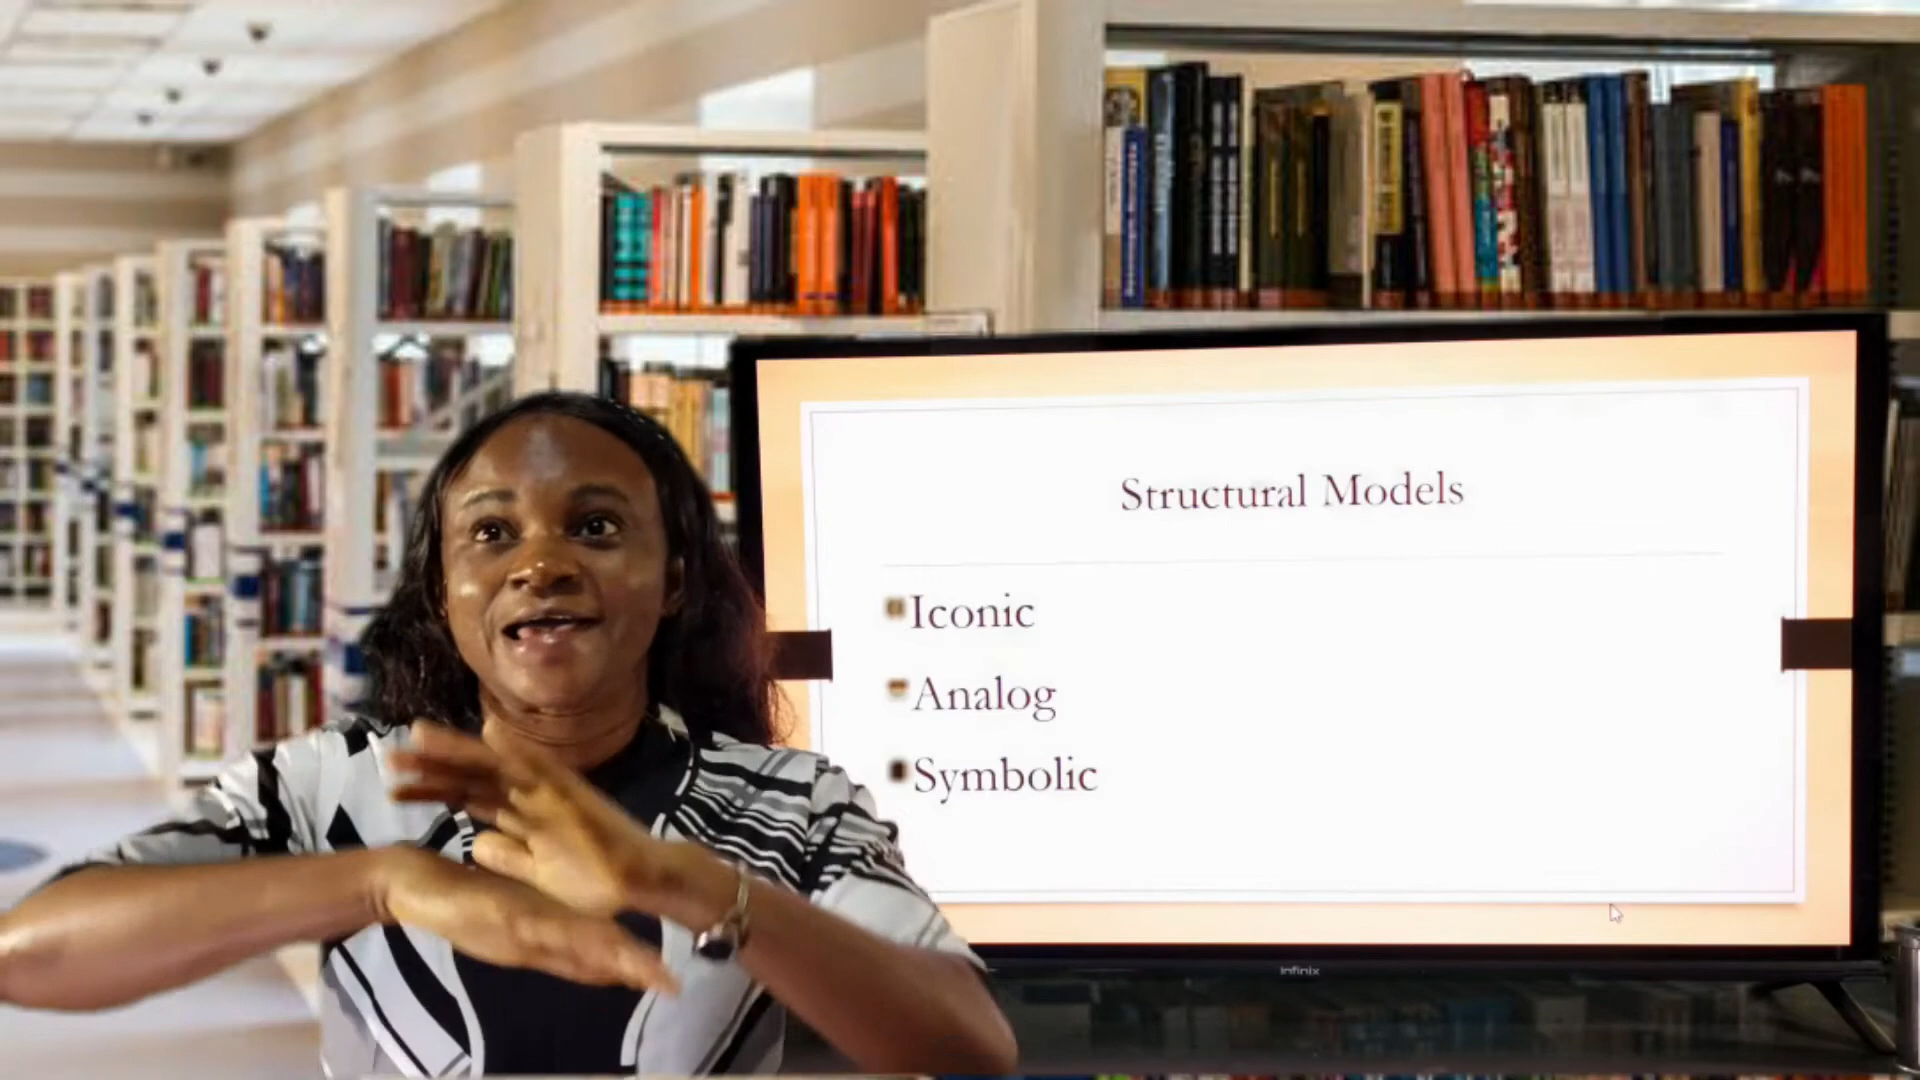 Structural Models
Iconic
Analog
Symbolic
Infinix